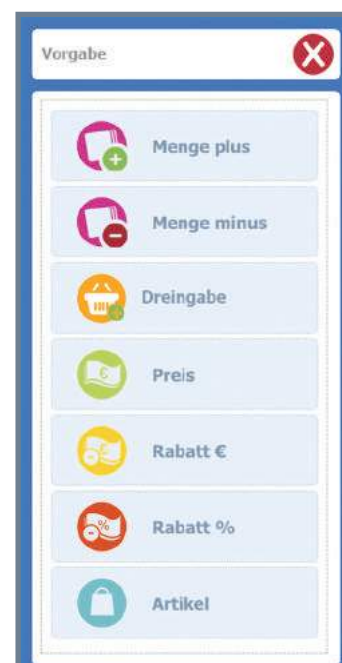 Vorgabe
Menge plus
Menge minus
Dreingabe
Preis
Rabatt €
Rabatt %
Artikel